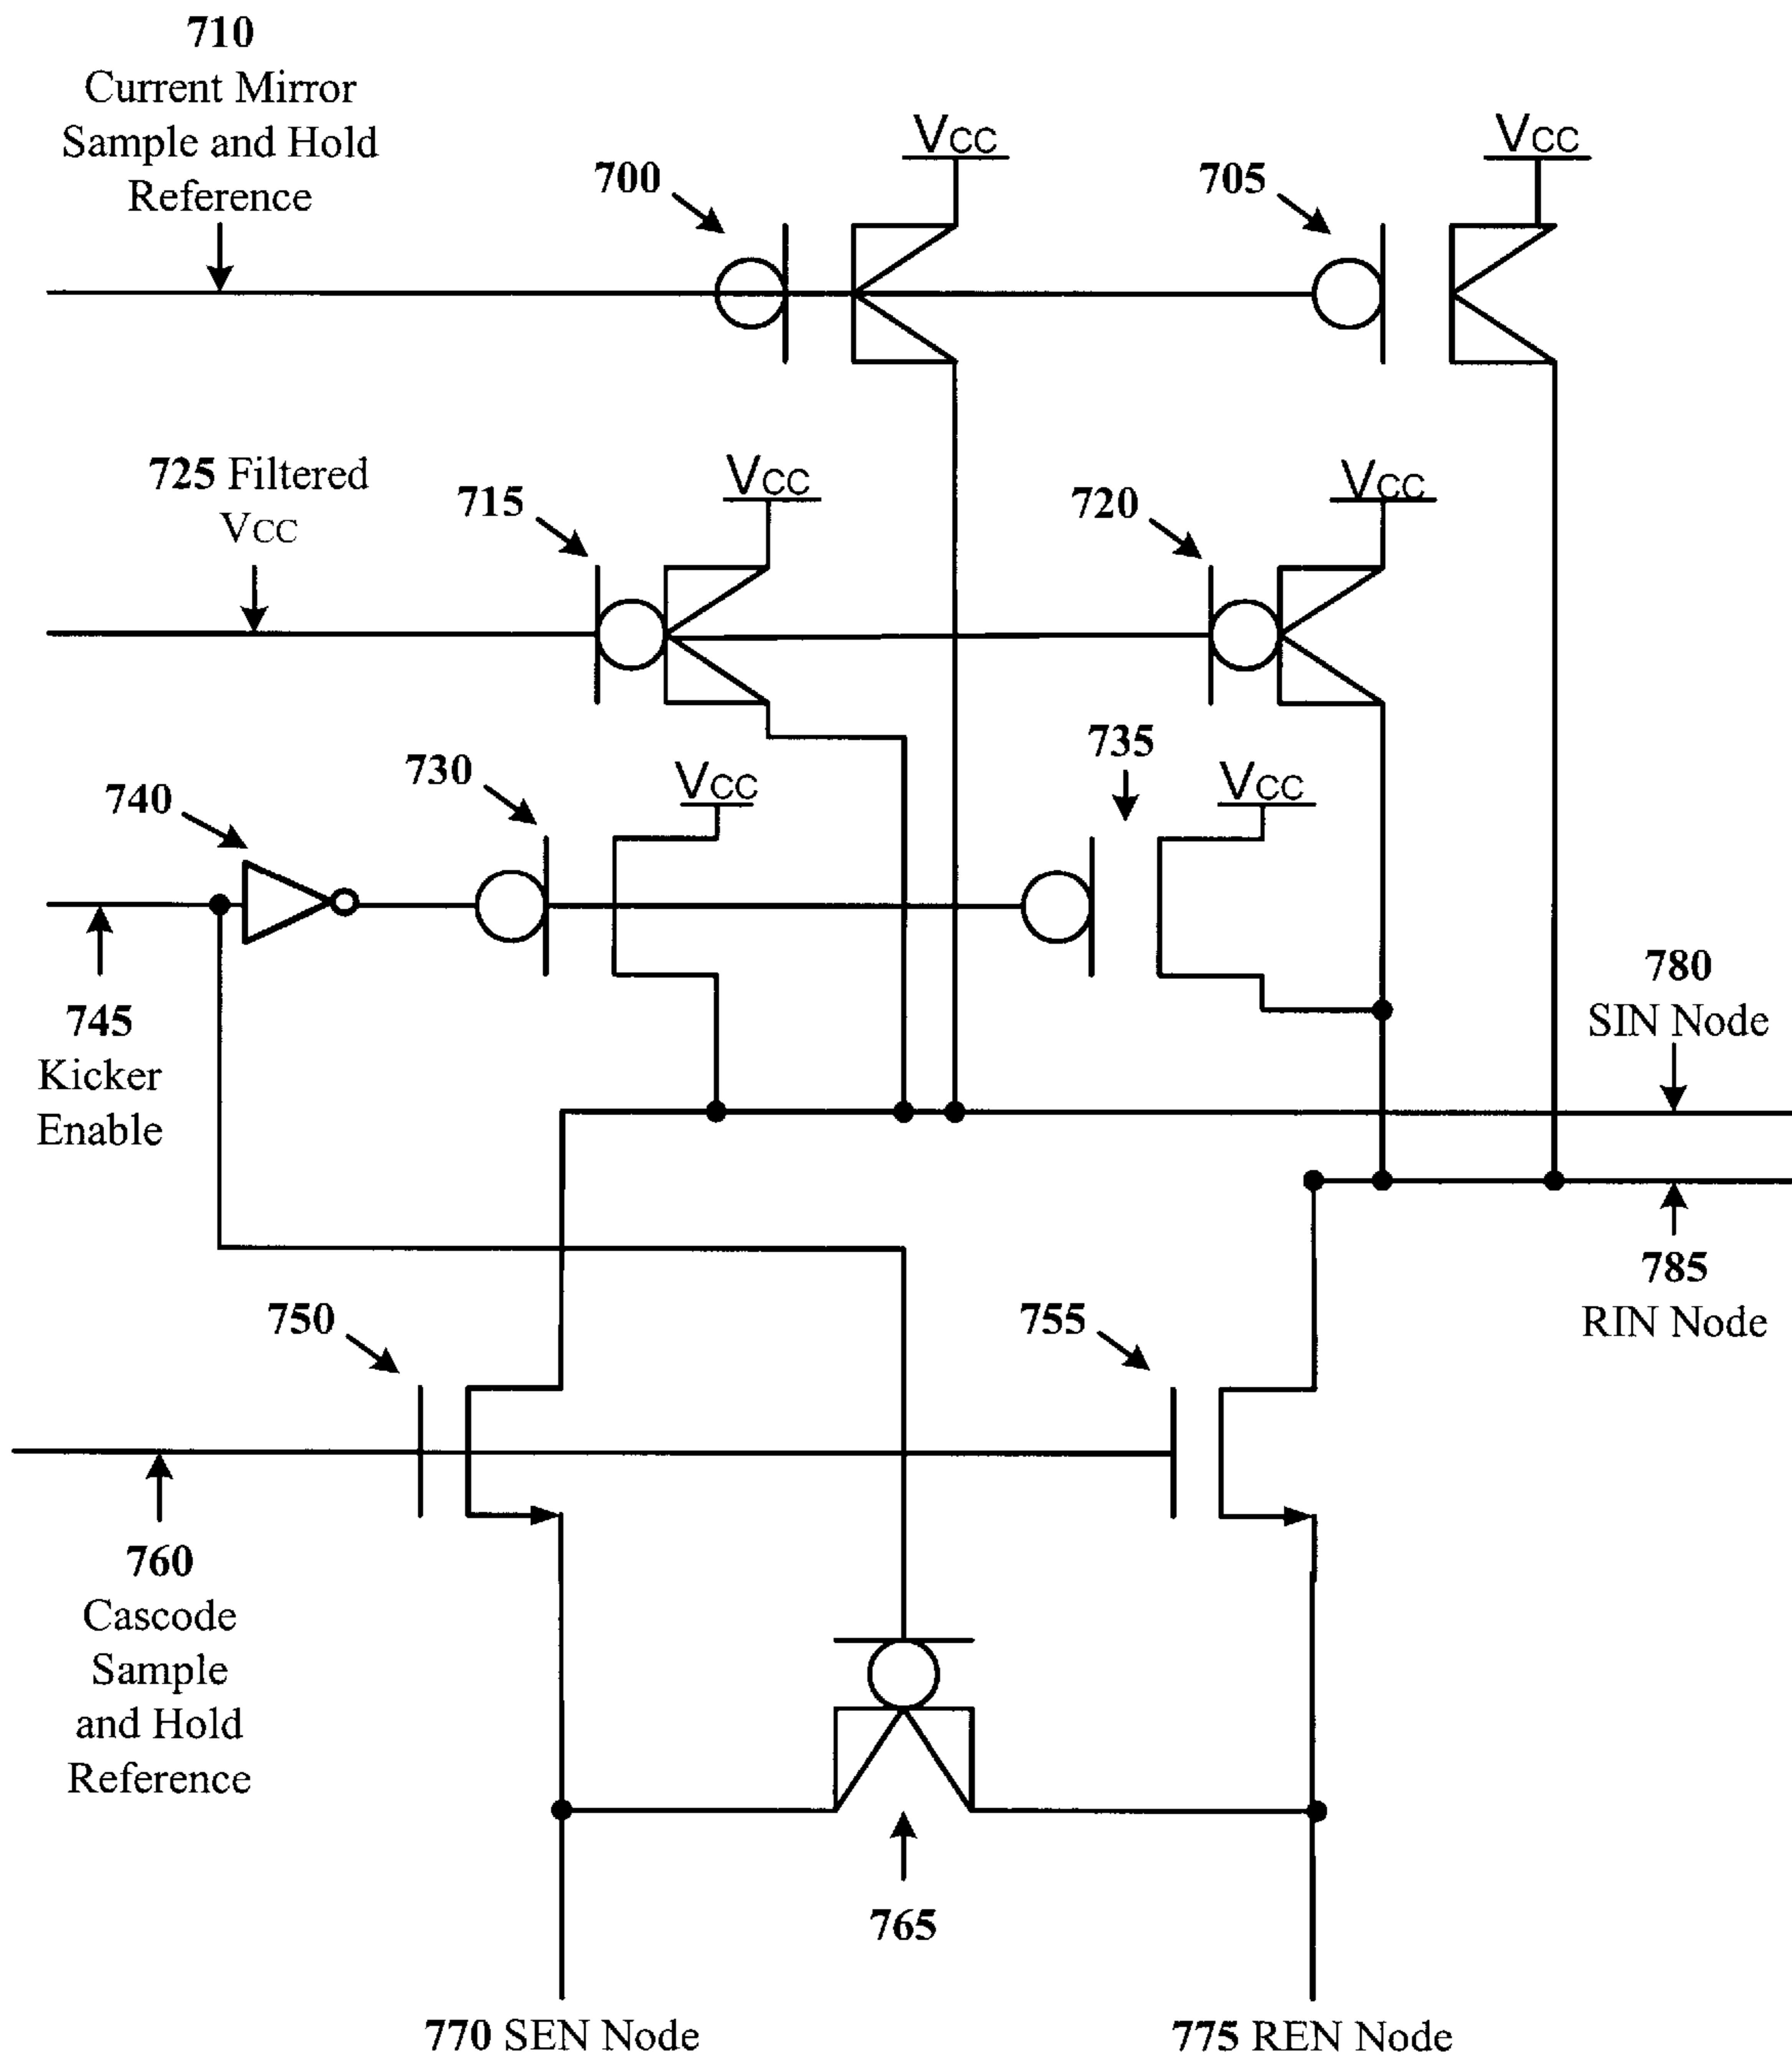 710
Current Mirror
Sample and Hold
Reference
VCC
VCC
700
705
725 Filtered
VCC
715
VCC
720
VCC
730
VCC
735
VCC
740
745
Kicker
Enable
780
SIN Node
785
RIN Node
750
755
760
Cascode
Sample
and Hold
Reference
765
770 SEN Node
775 REN Node